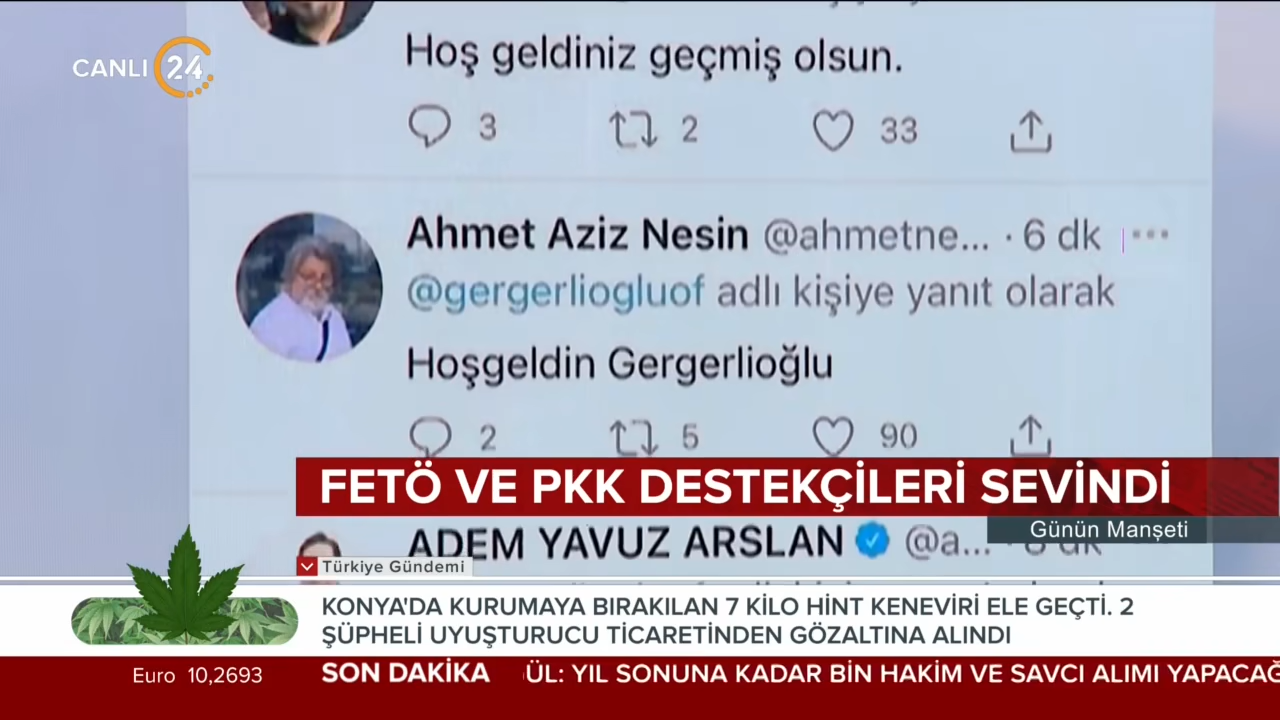 CANLI 24
Hoş geldiniz geçmiş olsun.
3 2 33
Ahmet Aziz Nesin @ahmetne... · 6 dk ...
@gergerliogluof adlı kişiye yanıt olarak
Hoşgeldin Gergerlioğlu
2 5 90
FETÖ VE PKK DESTEKÇİLERİ SEVİNDİ
Günün Manşeti
ADEM YAVUZ ARSLAN @a... · 8 dk
Türkiye Gündemi
KONYA'DA KURUMAYA BIRAKILAN 7 KİLO HİNT KENEVİRİ ELE GEÇTİ. 2
ŞÜPHELİ UYUŞTURUCU TİCARETİNDEN GÖZALTINA ALINDI
Euro 10,2693 SON DAKİKA ÜL: YIL SONUNA KADAR BİN HAKİM VE SAVCI ALIMI YAPACAĞ